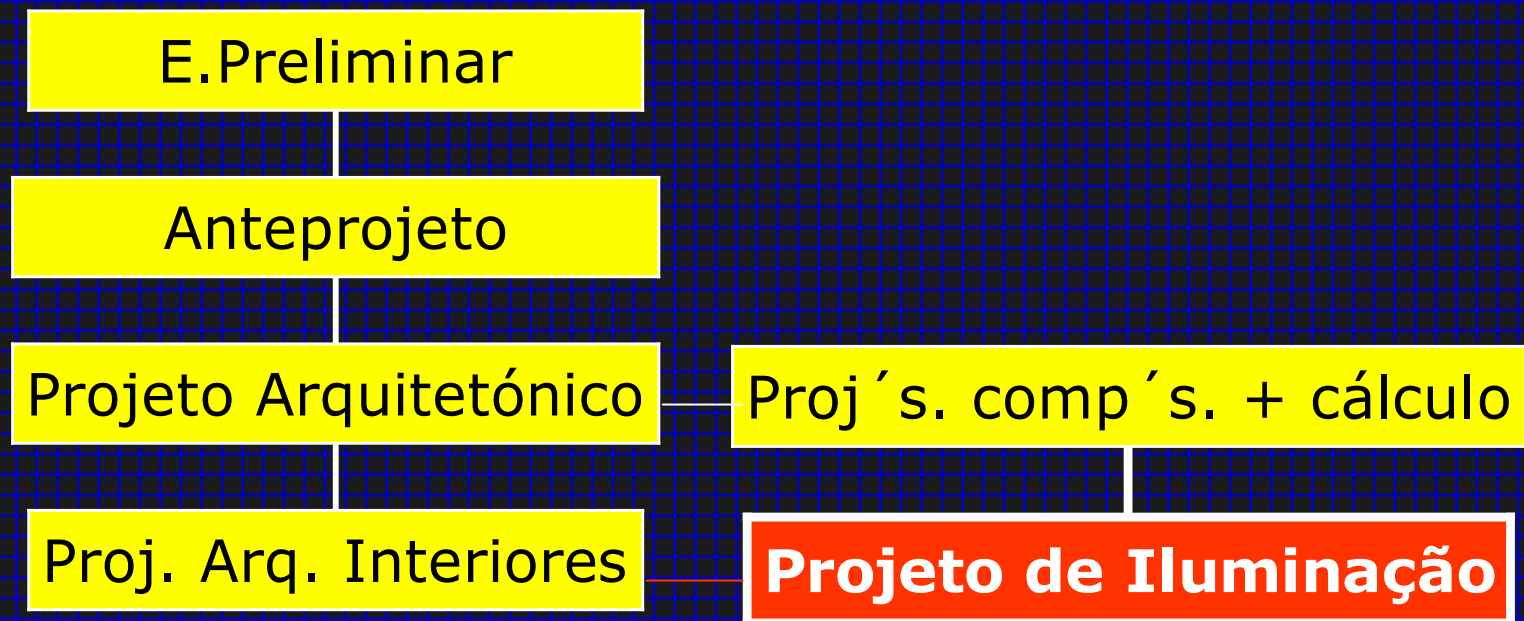 E.Preliminar
Anteprojeto
Projeto Arquitetónico
Proj´s. comp´s. + cálculo
Proj. Arq. Interiores
Projeto de Iluminação